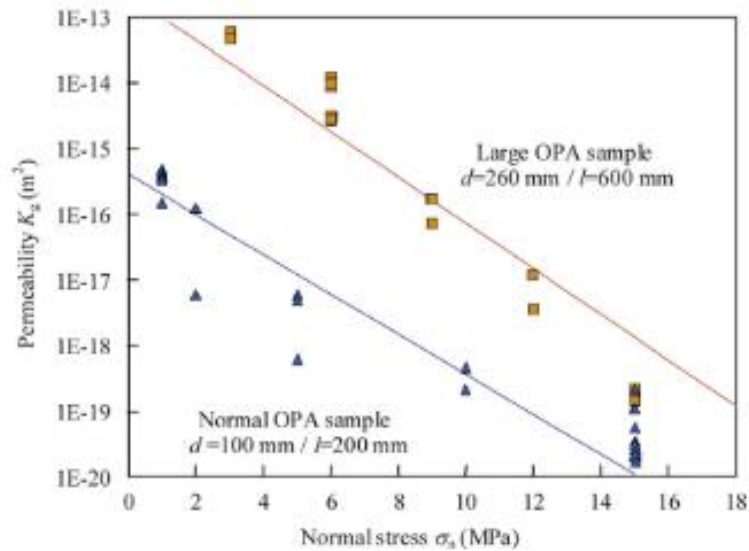 1E-13
1E-14
1E-15
1E-16
1E-17
1E-18
1E-19
1E-20
Permeability Kg (m²)
Large OPA sample
d=260 mm / l=600 mm
Normal OPA sample
d=100 mm / l=200 mm
0 2 4 6 8 10 12 14 16 18
Normal stress σn (MPa)